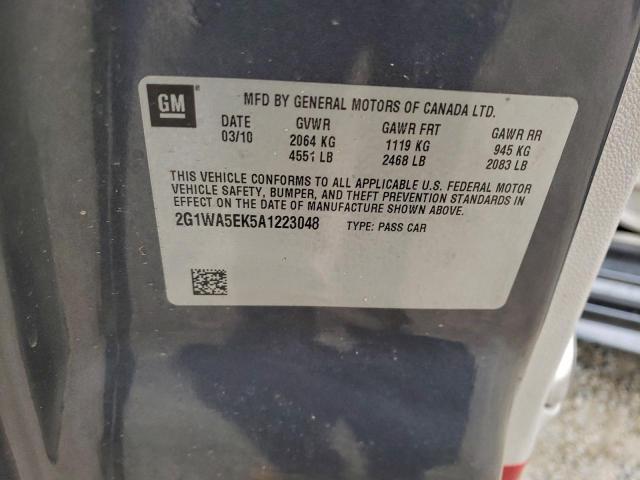 GM
MFD BY GENERAL MOTORS OF CANADA LTD.
DATE GVWR GAWR FRT GAWR RR
03/10 2064 KG 1119 KG 945 KG
4551 LB 2468 LB 2083 LB
THIS VEHICLE CONFORMS TO ALL APPLICABLE U.S. FEDERAL MOTOR
VEHICLE SAFETY, BUMPER, AND THEFT PREVENTION STANDARDS IN
EFFECT ON THE DATE OF MANUFACTURE SHOWN ABOVE.
2G1WA5EK5A1223048 TYPE: PASS CAR